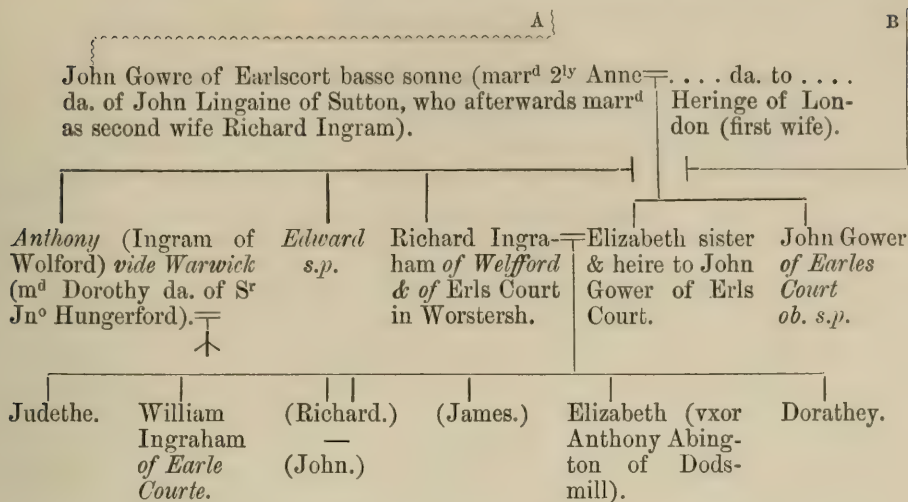 A
B
John Gowre of Earlscort basse sonne (marrᵈ 2ˡʸ Anne
da. of John Lingaine of Sutton, who afterwards marrᵈ
as second wife Richard Ingram).
. . . . da. to . . . .
Heringe of Lon-
don (first wife).
Anthony (Ingram of
Wolford) vide Warwick
(mᵈ Dorothy da. of Sʳ
Jnᵒ Hungerford).
Edward
s.p.
Richard Ingra-
ham of Welfford
& of Erls Court
in Worstersh.
Elizabeth sister
& heire to John
Gower of Erls
Court.
John Gower
of Earles
Court
ob. s.p.
Judethe.
William
Ingraham
of Earle
Courte.
(Richard.)
—
(John.)
(James.)
Elizabeth (vxor
Anthony Abing-
ton of Dods-
mill).
Dorathey.